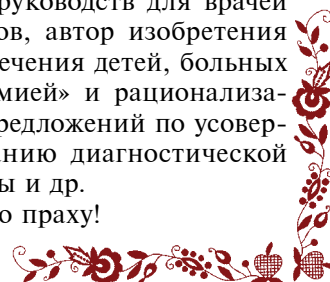 руководств для врачей
ов, автор изобретения
ечения детей, больных
мией» и рационализа-
редложений по усовер-
нию диагностической
ы и др.
о праху!